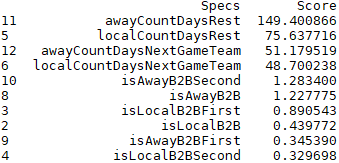 Specs Score
11 awayCountDaysRest 149.400866
5 localCountDaysRest 75.637716
12 awayCountDaysNextGameTeam 51.179519
6 localCountDaysNextGameTeam 48.700238
10 isAwayB2BSecond 1.283400
8 isAwayB2B 1.227775
3 isLocalB2BFirst 0.890543
2 isLocalB2B 0.439772
9 isAwayB2BFirst 0.345390
4 isLocalB2BSecond 0.329698